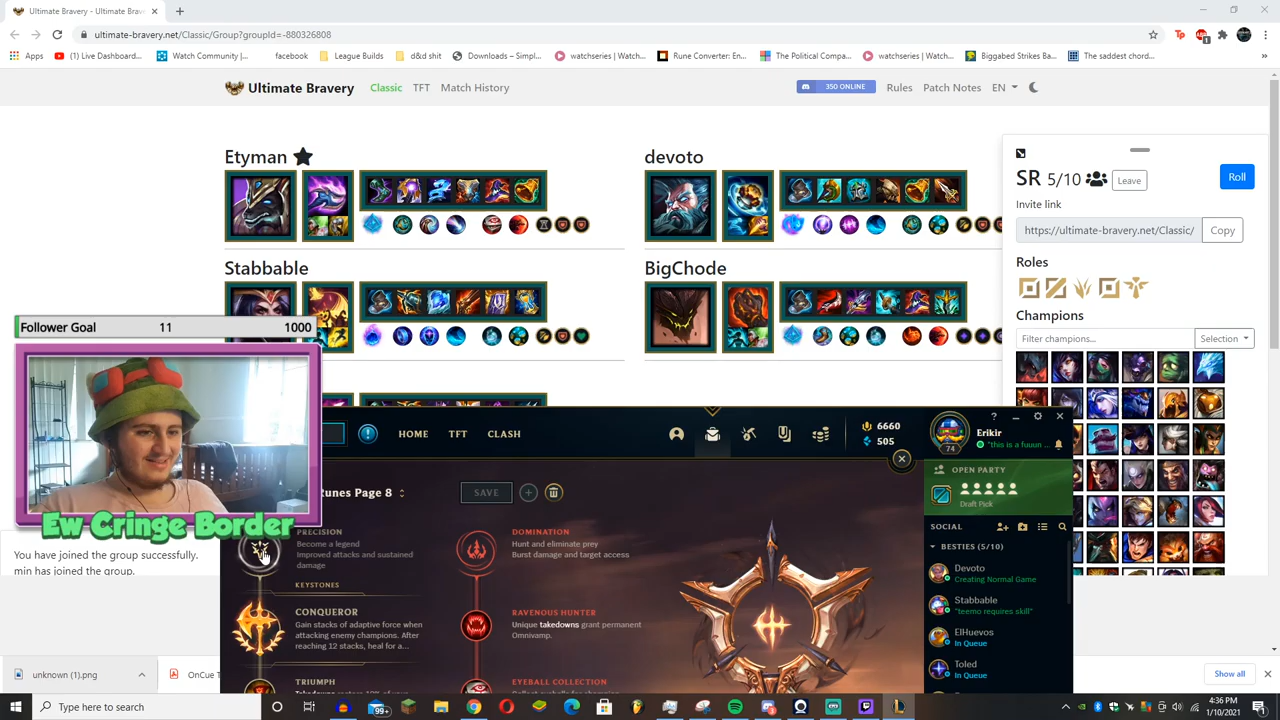 Ultimate Bravery - Ultimate Brave
ultimate-bravery.net/Classic/Group?groupId=-880326808
Apps
(1) Live Dashboard...
Watch Community |...
facebook
League Builds
d&d shit
Downloads – Simpl...
watchseries | Watch...
Rune Converter: En...
The Political Compa...
watchseries | Watch...
Biggabed Strikes Ba...
The saddest chord...
Ultimate Bravery
Classic
TFT
Match History
350 ONLINE
Rules
Patch Notes
EN
Etyman
devoto
Stabbable
BigChode
SR 5/10
Leave
Roll
Invite link
https://ultimate-bravery.net/Classic/
Copy
Roles
Champions
Filter champions...
Selection
Follower Goal 11 1000
Ew Cringe Border
You have joined the group successfully.
min has joined the group.
HOME
TFT
CLASH
6660
505
74
Erikir
"this is a fuuun ...
Runes Page 8
SAVE
OPEN PARTY
Draft Pick
SOCIAL
BESTIES (5/10)
Devoto
Creating Normal Game
Stabbable
"teemo requires skill"
ElHuevos
In Queue
Toled
In Queue
PRECISION
Become a legend
Improved attacks and sustained
damage
KEYSTONES
CONQUEROR
Gain stacks of adaptive force when
attacking enemy champions. After
reaching 12 stacks, heal for a...
TRIUMPH
DOMINATION
Hunt and eliminate prey
Burst damage and target access
RAVENOUS HUNTER
Unique takedowns grant permanent
Omnivamp.
EYEBALL COLLECTION
unknown (1).png
OnCue T
Show all
Type here to search
99+
4:36 PM
1/10/2021